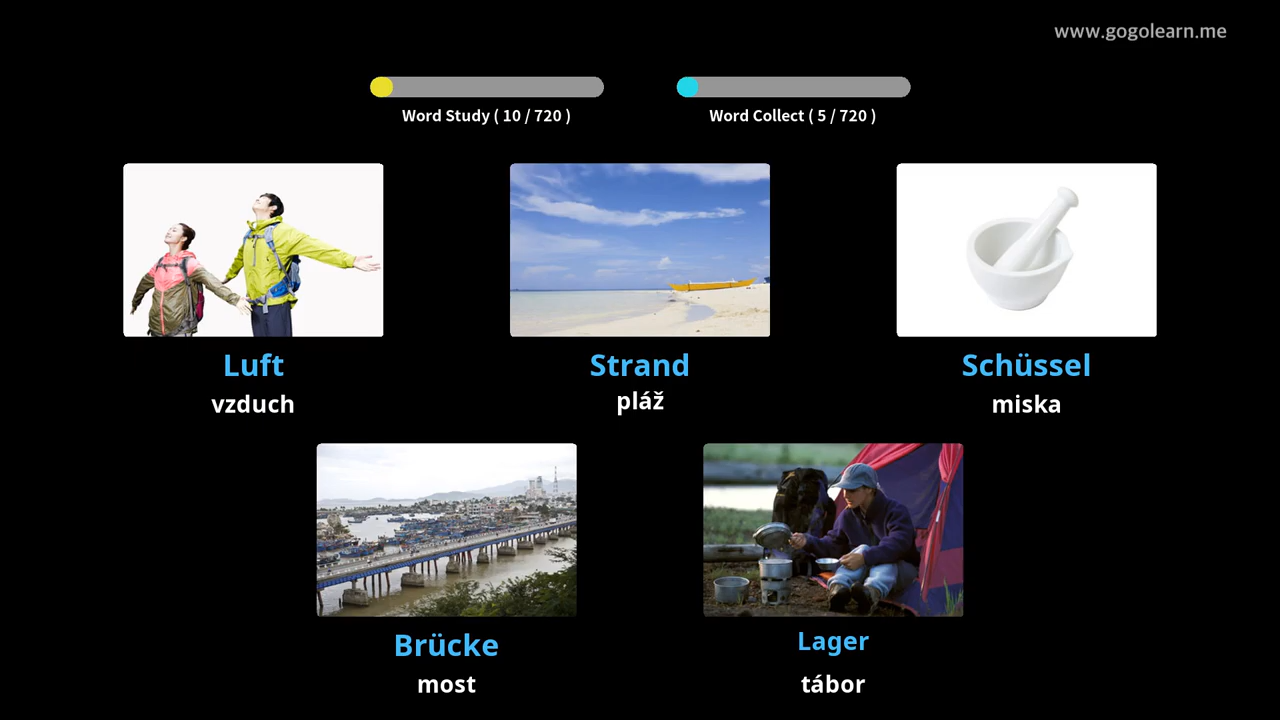 www.gogolearn.me
Word Study ( 10 / 720 )
Word Collect ( 5 / 720 )
Luft
vzduch
Strand
pláž
Schüssel
miska
Brücke
most
Lager
tábor